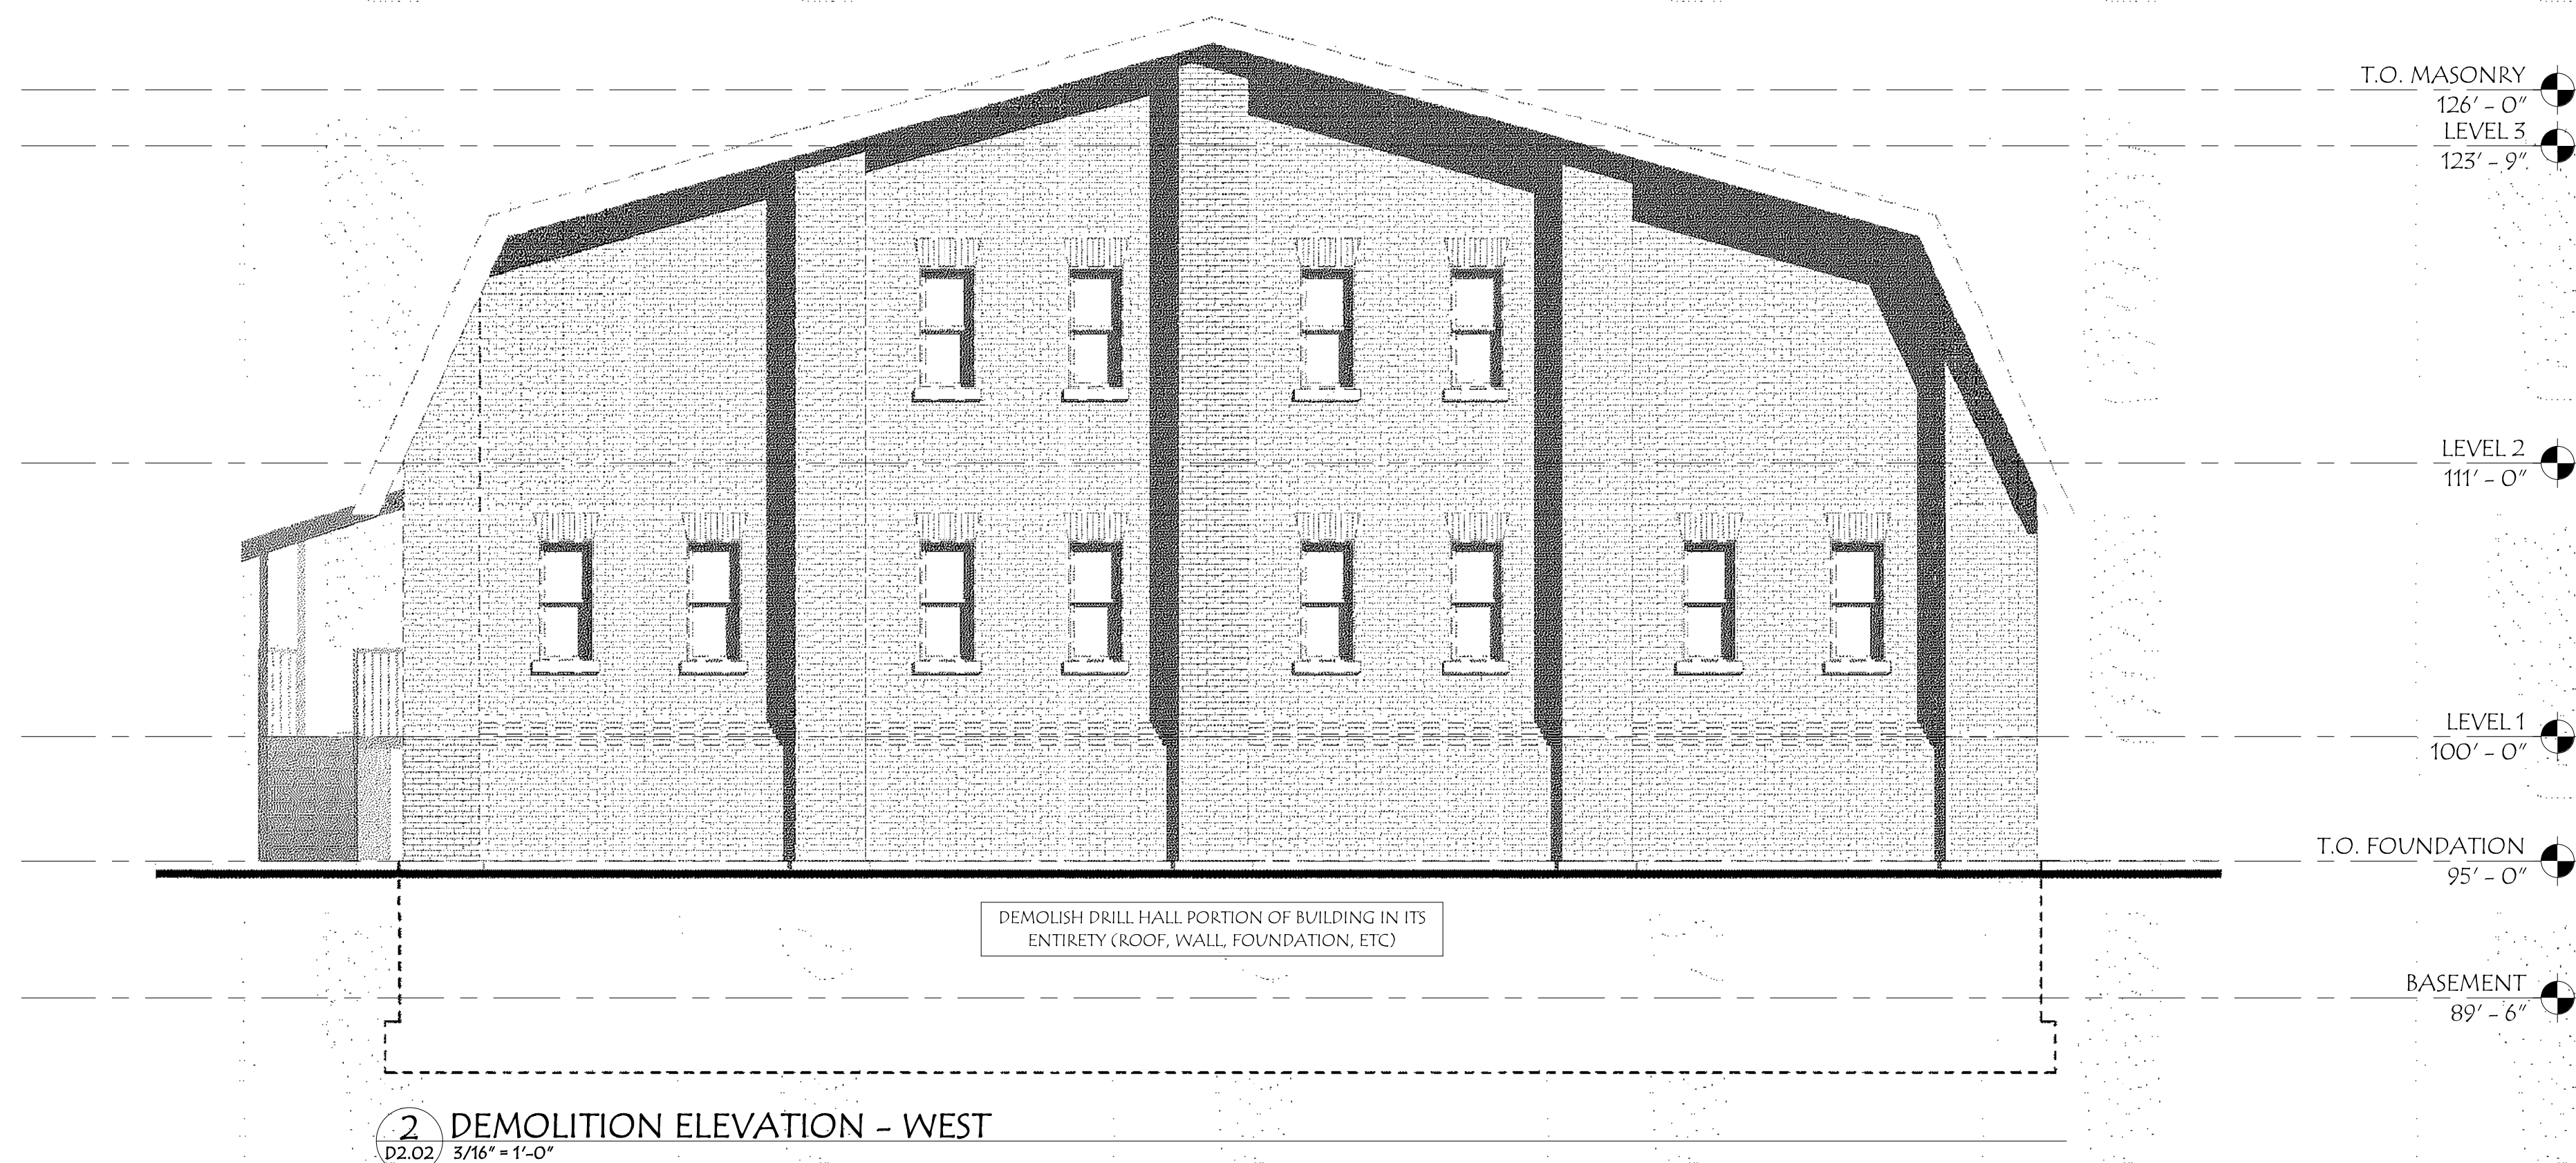 T.O. MASONRY
126' - 0"
LEVEL 3
123' - 9"
LEVEL 2
111' - 0"
LEVEL 1
100' - 0"
T.O. FOUNDATION
95' - 0"
DEMOLISH DRILL HALL PORTION OF BUILDING IN ITS
ENTIRETY (ROOF, WALL, FOUNDATION, ETC)
BASEMENT
89' - 6"
2 DEMOLITION ELEVATION - WEST
D2.02 3/16" = 1'-0"